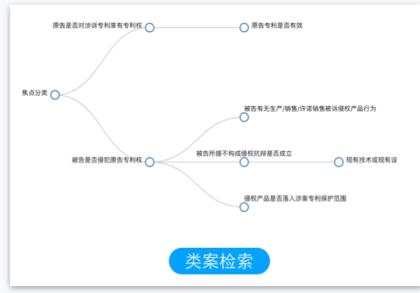 原告是否对涉诉专利享有专利权
原告专利是否有效
焦点分类
被告有无生产/销售/许诺销售被诉侵权产品行为
被告是否侵犯原告专利权
被告所提不构成侵权抗辩是否成立
现有技术或现有设
侵权产品是否落入涉案专利保护范围
类案检索